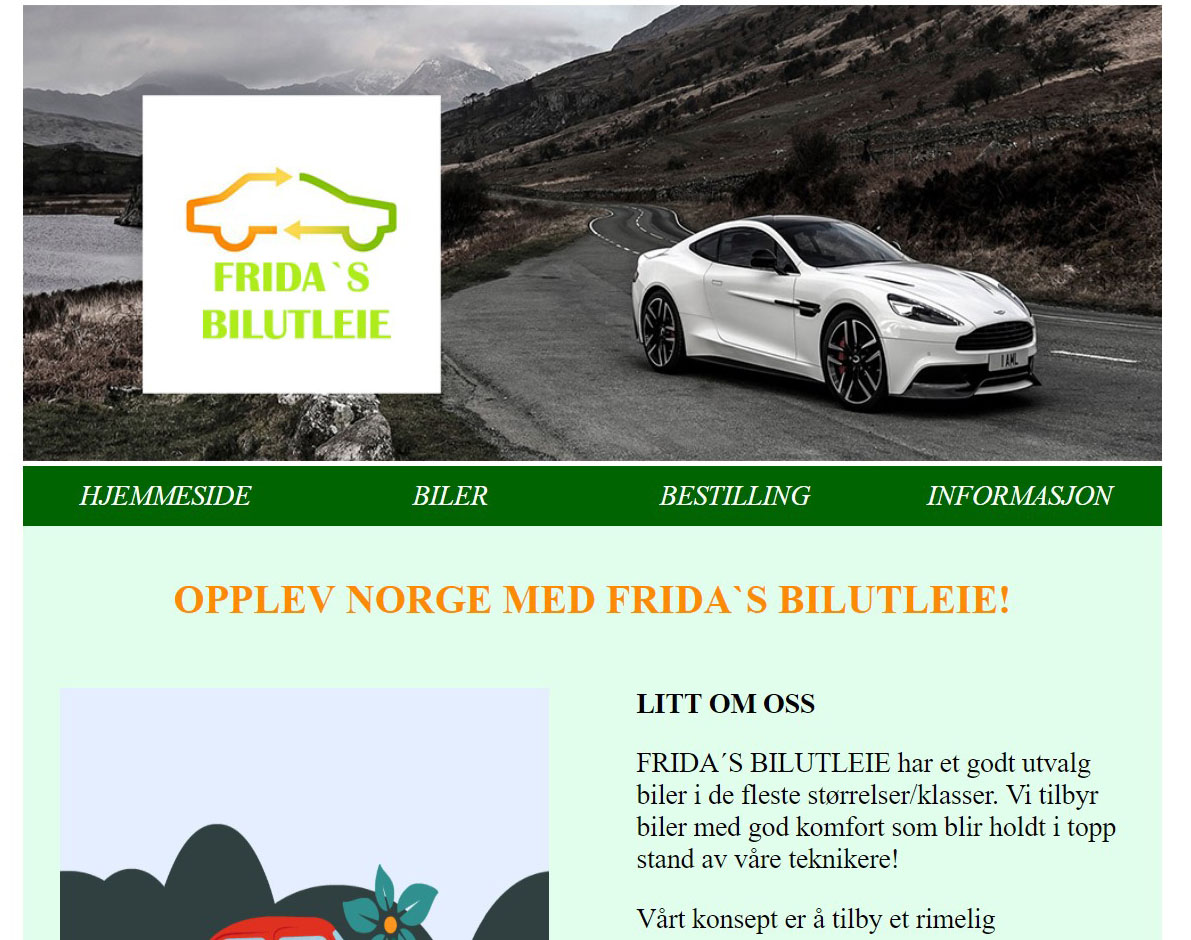 FRIDA`S
BILUTLEIE
1 AML
HJEMMESIDE BILER BESTILLING INFORMASJON
OPPLEV NORGE MED FRIDA`S BILUTLEIE!
LITT OM OSS
FRIDA´S BILUTLEIE har et godt utvalg
biler i de fleste størrelser/klasser. Vi tilbyr
biler med god komfort som blir holdt i topp
stand av våre teknikere!
Vårt konsept er å tilby et rimelig